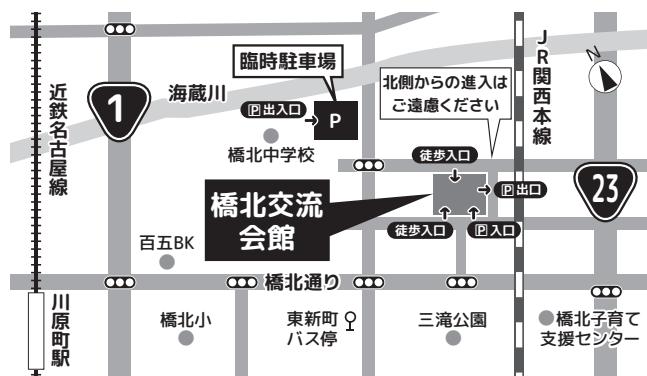 臨時駐車場
北側からの進入は
ご遠慮ください
JR関西本線
N
近鉄名古屋線
1
海蔵川
P出入口
P
橋北中学校
徒歩入口
P出口
23
橋北交流
会館
徒歩入口
P入口
百五BK
橋北通り
川原町駅
橋北小
東新町
バス停
三滝公園
橋北子育て
支援センター